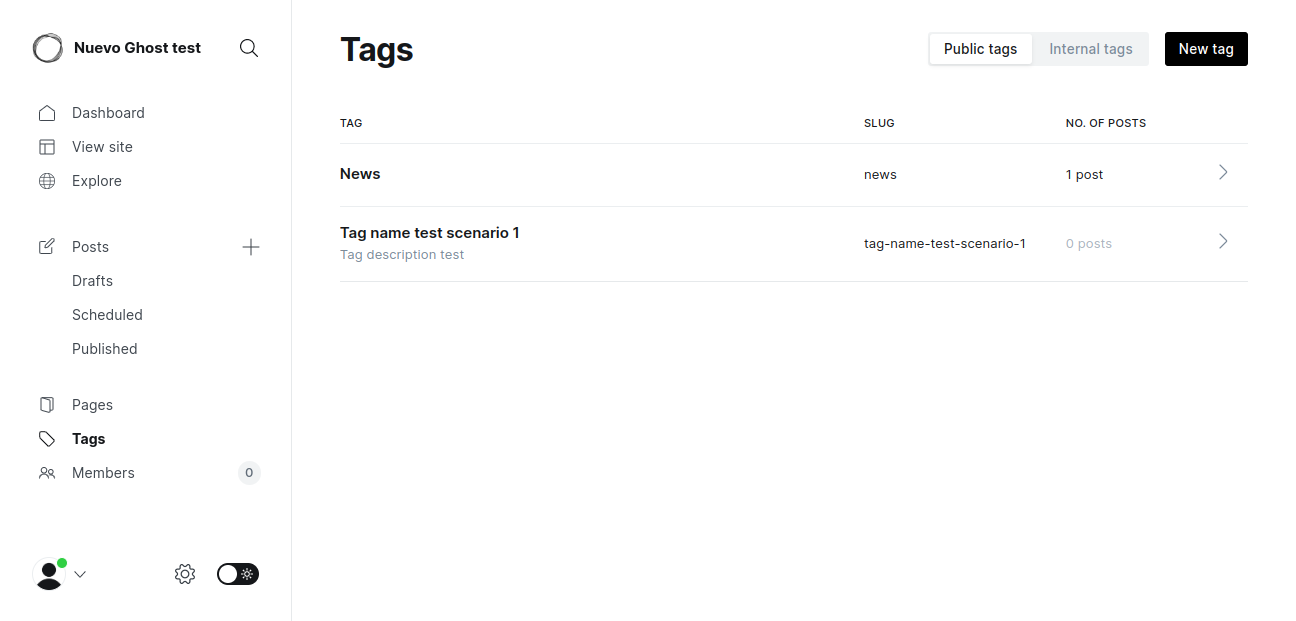 Nuevo Ghost test
Dashboard
View site
Explore
Posts
Drafts
Scheduled
Published
Pages
Tags
Members 0
Tags
Public tags Internal tags New tag
TAG SLUG NO. OF POSTS
News news 1 post
Tag name test scenario 1
Tag description test
tag-name-test-scenario-1 0 posts